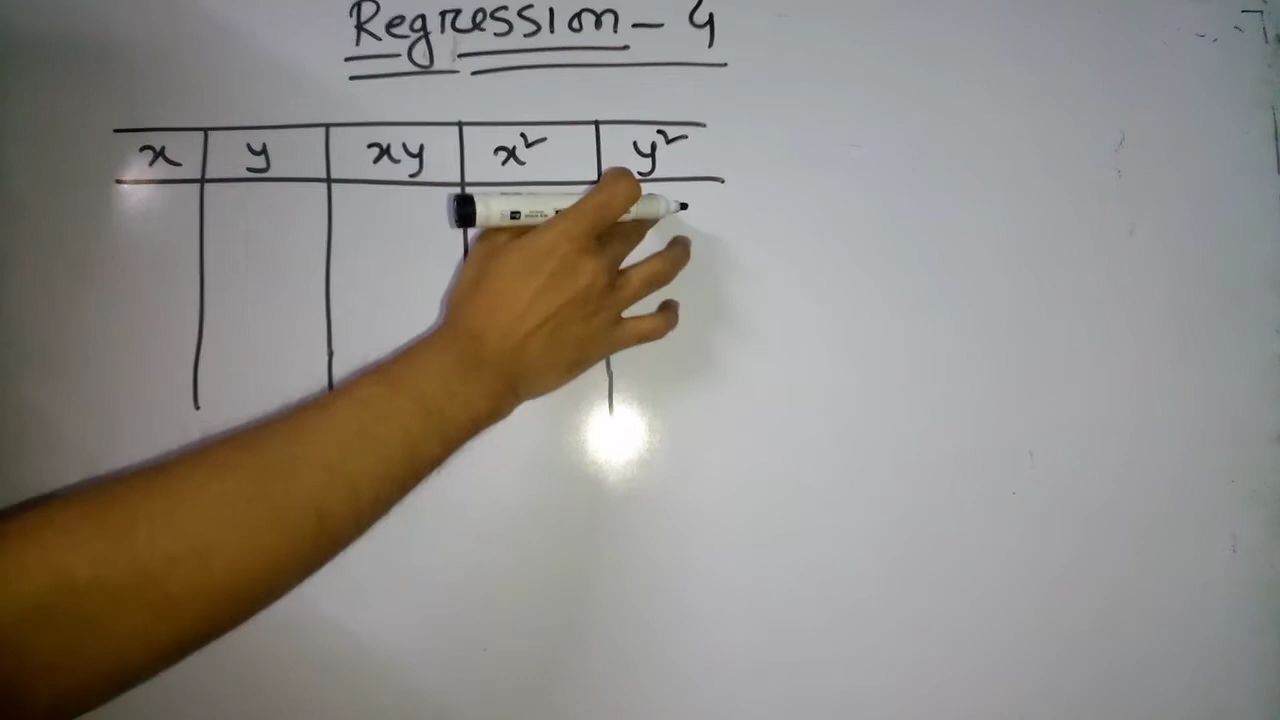 Regression - 4
x y xy x² y²